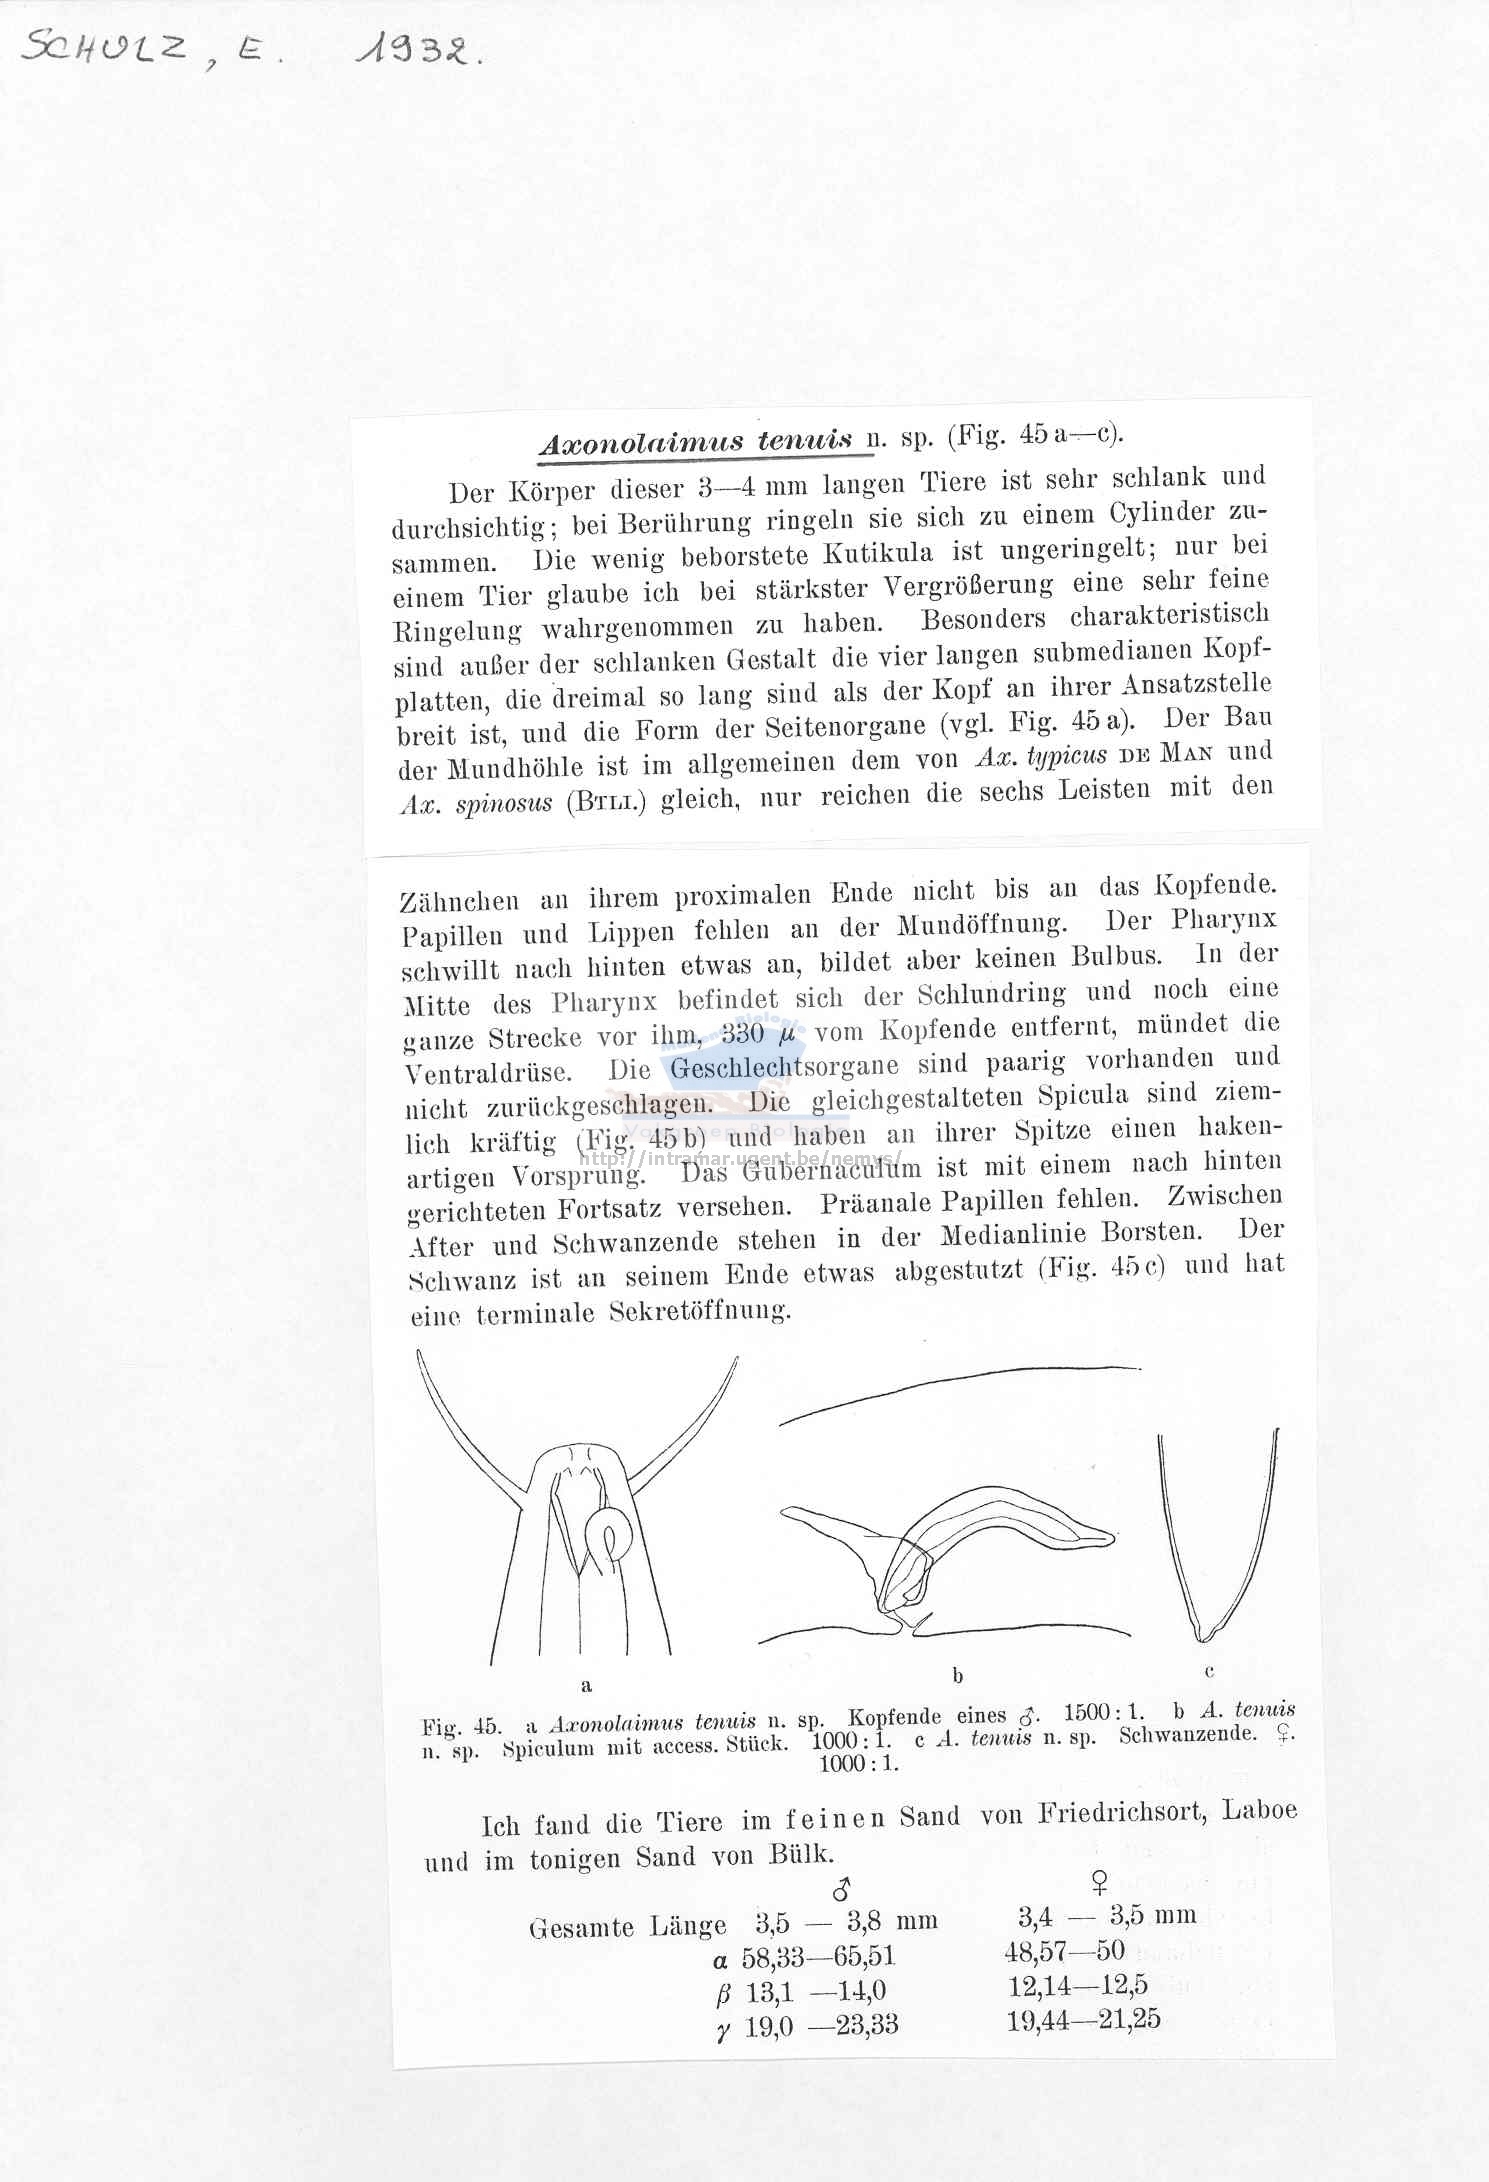 SCHULZ, E. 1932.
Axonolaimus tenuis n. sp. (Fig. 45 a—c).
Der Körper dieser 3—4 mm langen Tiere ist sehr schlank und
durchsichtig; bei Berührung ringeln sie sich zu einem Cylinder zu-
sammen. Die wenig beborstete Kutikula ist ungeringelt; nur bei
einem Tier glaube ich bei stärkster Vergrößerung eine sehr feine
Ringelung wahrgenommen zu haben. Besonders charakteristisch
sind außer der schlanken Gestalt die vier langen submedianen Kopf-
platten, die dreimal so lang sind als der Kopf an ihrer Ansatzstelle
breit ist, und die Form der Seitenorgane (vgl. Fig. 45 a). Der Bau
der Mundhöhle ist im allgemeinen dem von Ax. typicus DE MAN und
Ax. spinosus (BTLI.) gleich, nur reichen die sechs Leisten mit den
Zähnchen an ihrem proximalen Ende nicht bis an das Kopfende.
Papillen und Lippen fehlen an der Mundöffnung. Der Pharynx
schwillt nach hinten etwas an, bildet aber keinen Bulbus. In der
Mitte des Pharynx befindet sich der Schlundring und noch eine
ganze Strecke vor ihm, 330 µ vom Kopfende entfernt, mündet die
Ventraldrüse. Die Geschlechtsorgane sind paarig vorhanden und
nicht zurückgeschlagen. Die gleichgestalteten Spicula sind ziem-
lich kräftig (Fig. 45 b) und haben an ihrer Spitze einen haken-
http://intramar.ugent.be/nemys/
artigen Vorsprung. Das Gubernaculum ist mit einem nach hinten
gerichteten Fortsatz versehen. Präanale Papillen fehlen. Zwischen
After und Schwanzende stehen in der Medianlinie Borsten. Der
Schwanz ist an seinem Ende etwas abgestutzt (Fig. 45 c) und hat
eine terminale Sekretöffnung.
a b c
Fig. 45. a Axonolaimus tenuis n. sp. Kopfende eines ♂. 1500 : 1. b A. tenuis
n. sp. Spiculum mit access. Stück. 1000 : 1. c A. tenuis n. sp. Schwanzende. ♀.
1000 : 1.
Ich fand die Tiere im feinen Sand von Friedrichsort, Laboe
und im tonigen Sand von Bülk.
♂ ♀
Gesamte Länge 3,5 — 3,8 mm 3,4 — 3,5 mm
α 58,33—65,51 48,57—50
β 13,1 —14,0 12,14—12,5
γ 19,0 —23,33 19,44—21,25